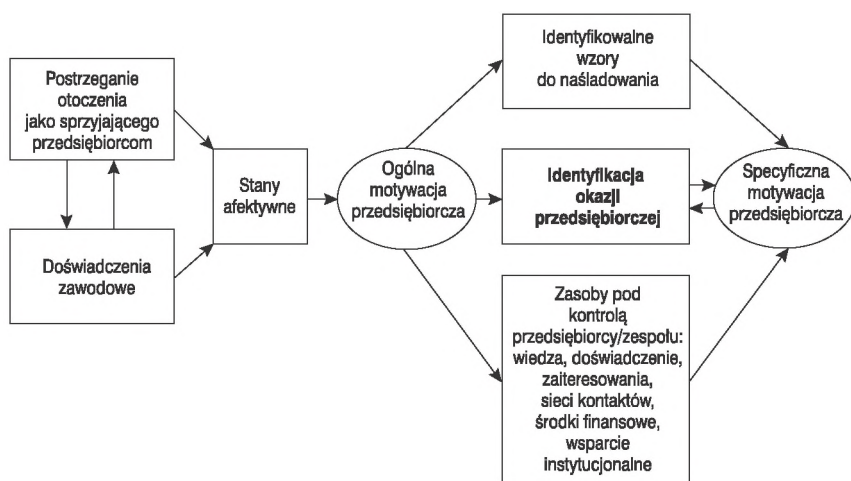 Postrzeganie
otoczenia
jako sprzyjającego
przedsiębiorcom
Doświadczenia
zawodowe
Stany
afektywne
Ogólna
motywacja
przedsiębiorcza
Identyfikowalne
wzory
do naśladowania
Identyfikacja
okazji
przedsiębiorczej
Zasoby pod
kontrolą
przedsiębiorcy/zespołu:
wiedza, doświadczenie,
zaiteresowania,
sieci kontaktów,
środki finansowe,
wsparcie
instytucjonalne
Specyficzna
motywacja
przedsiębiorcza